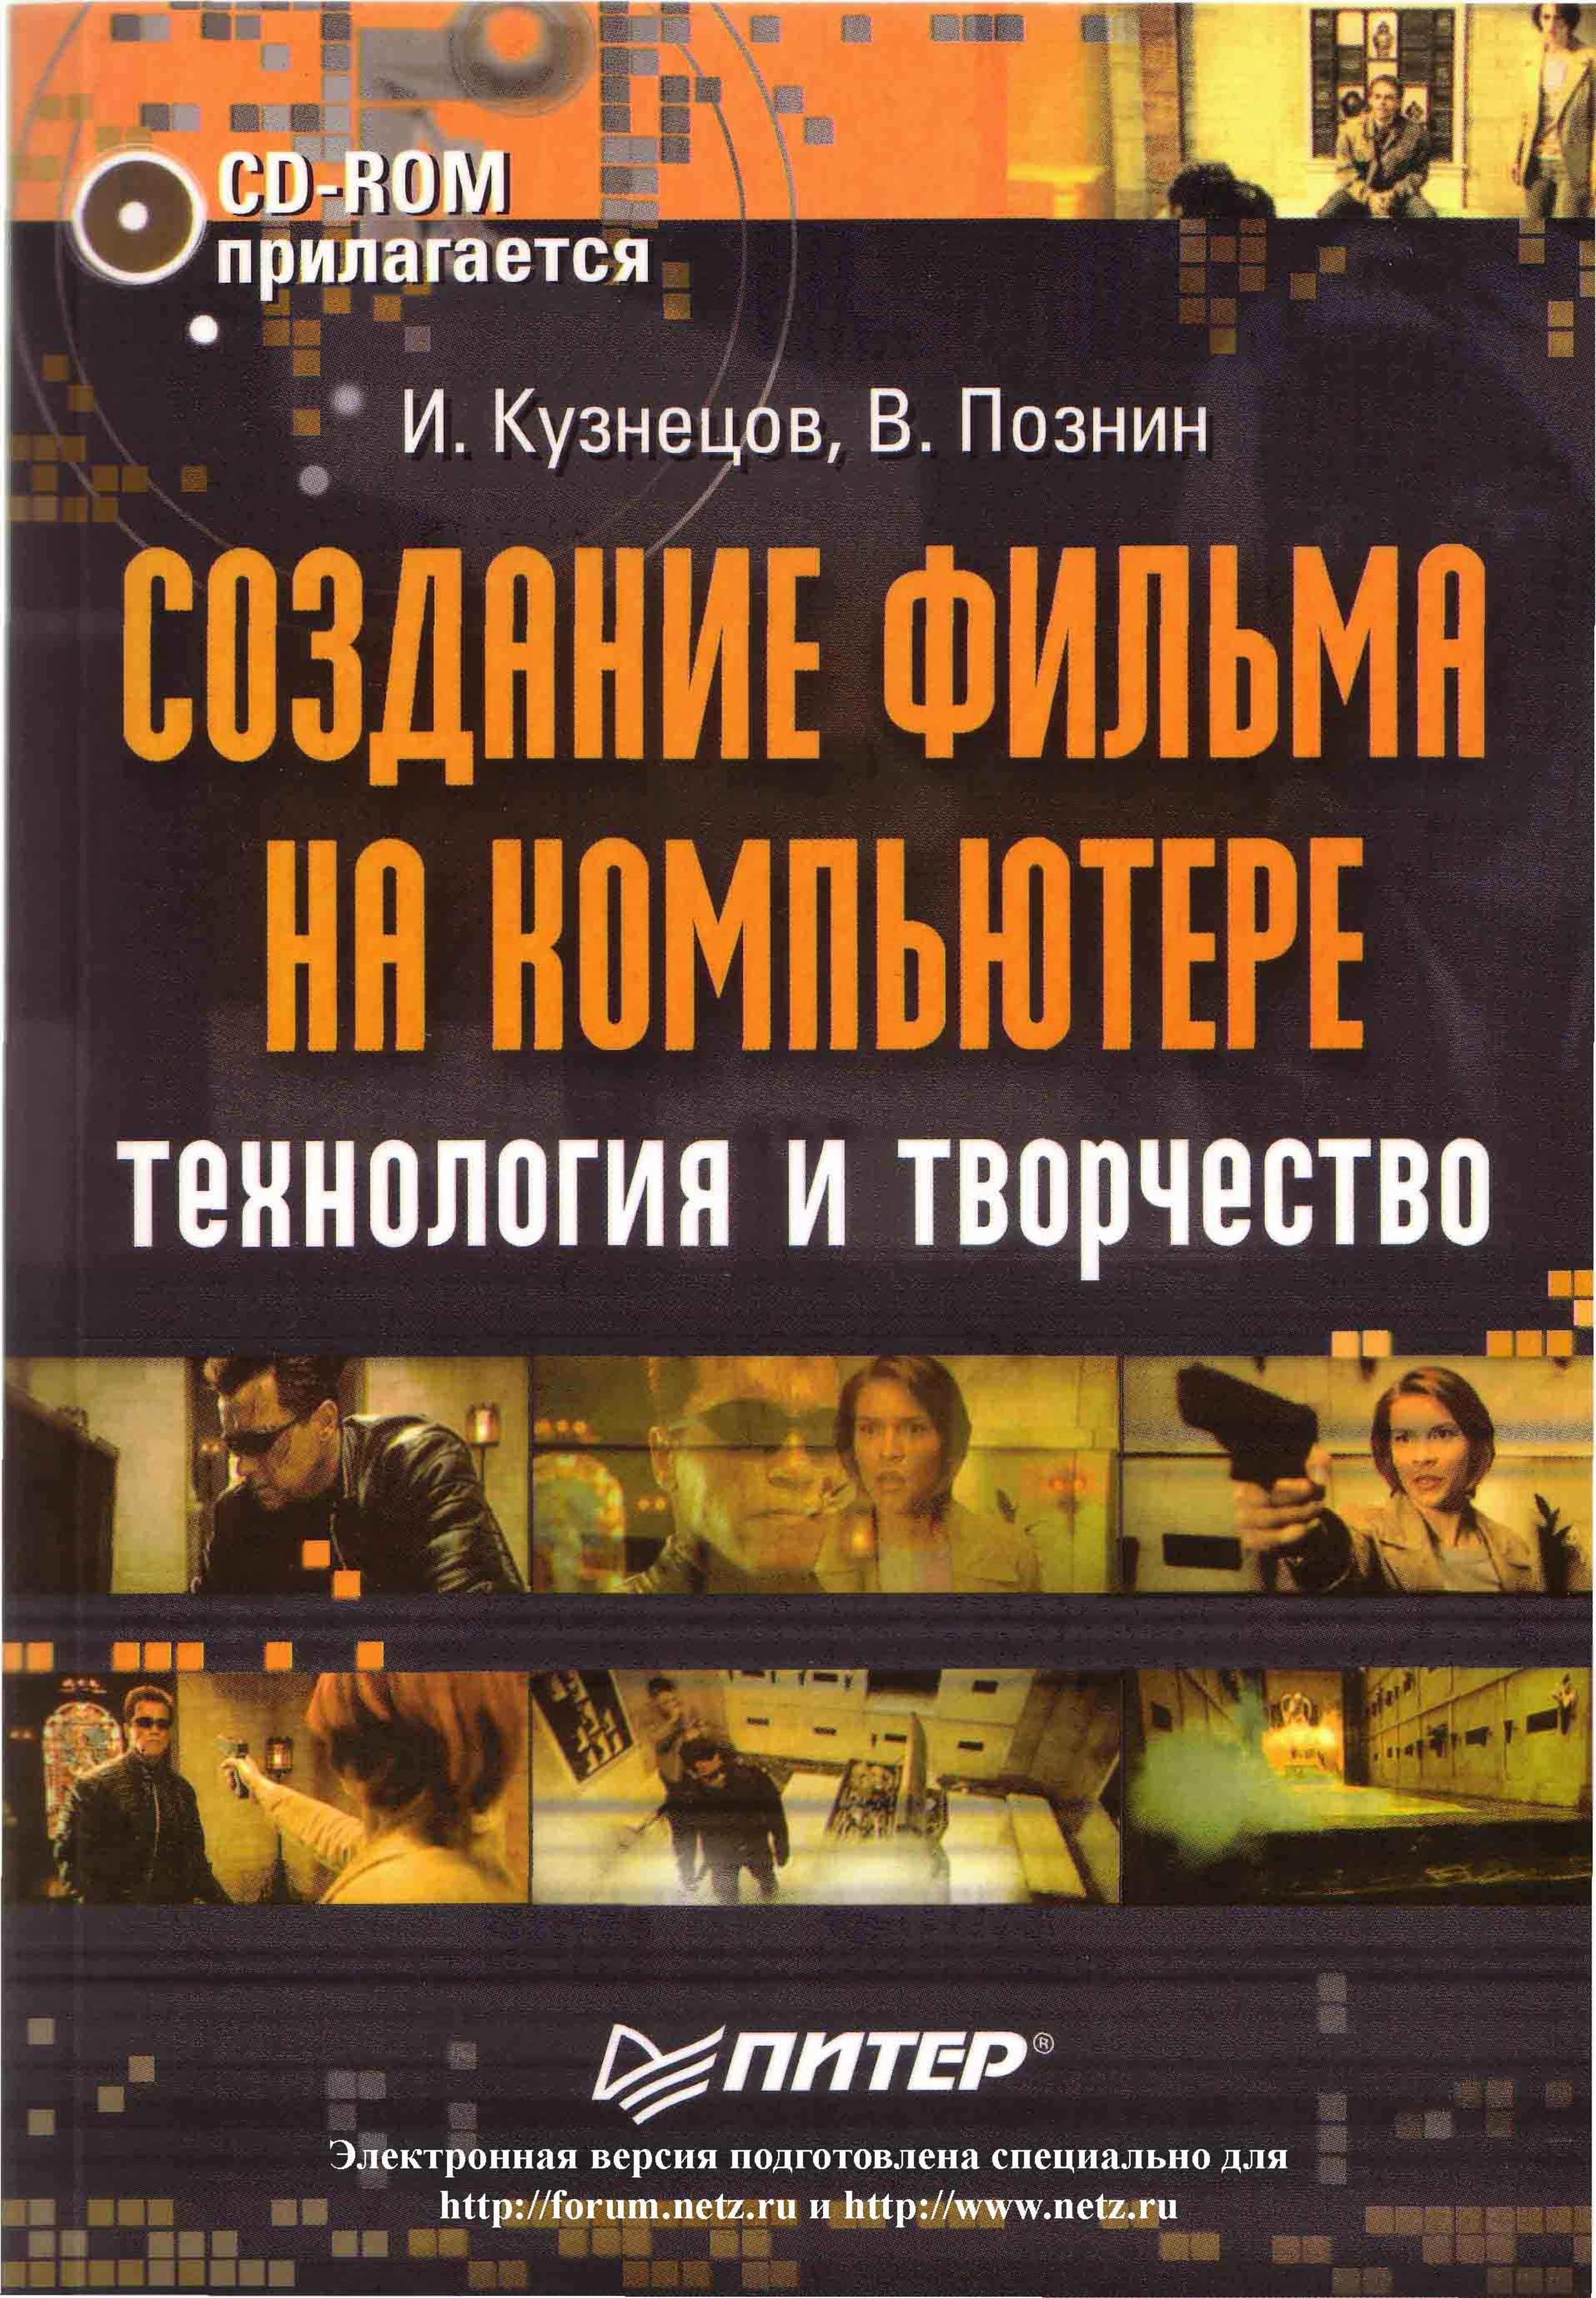 CD-ROM
прилагается
И. Кузнецов, В. Познин
СОЗДАНИЕ ФИЛЬМА
НА КОМПЬЮТЕРЕ
технология и творчество
ПИТЕР®
Электронная версия подготовлена специально для
http://forum.netz.ru и http://www.netz.ru